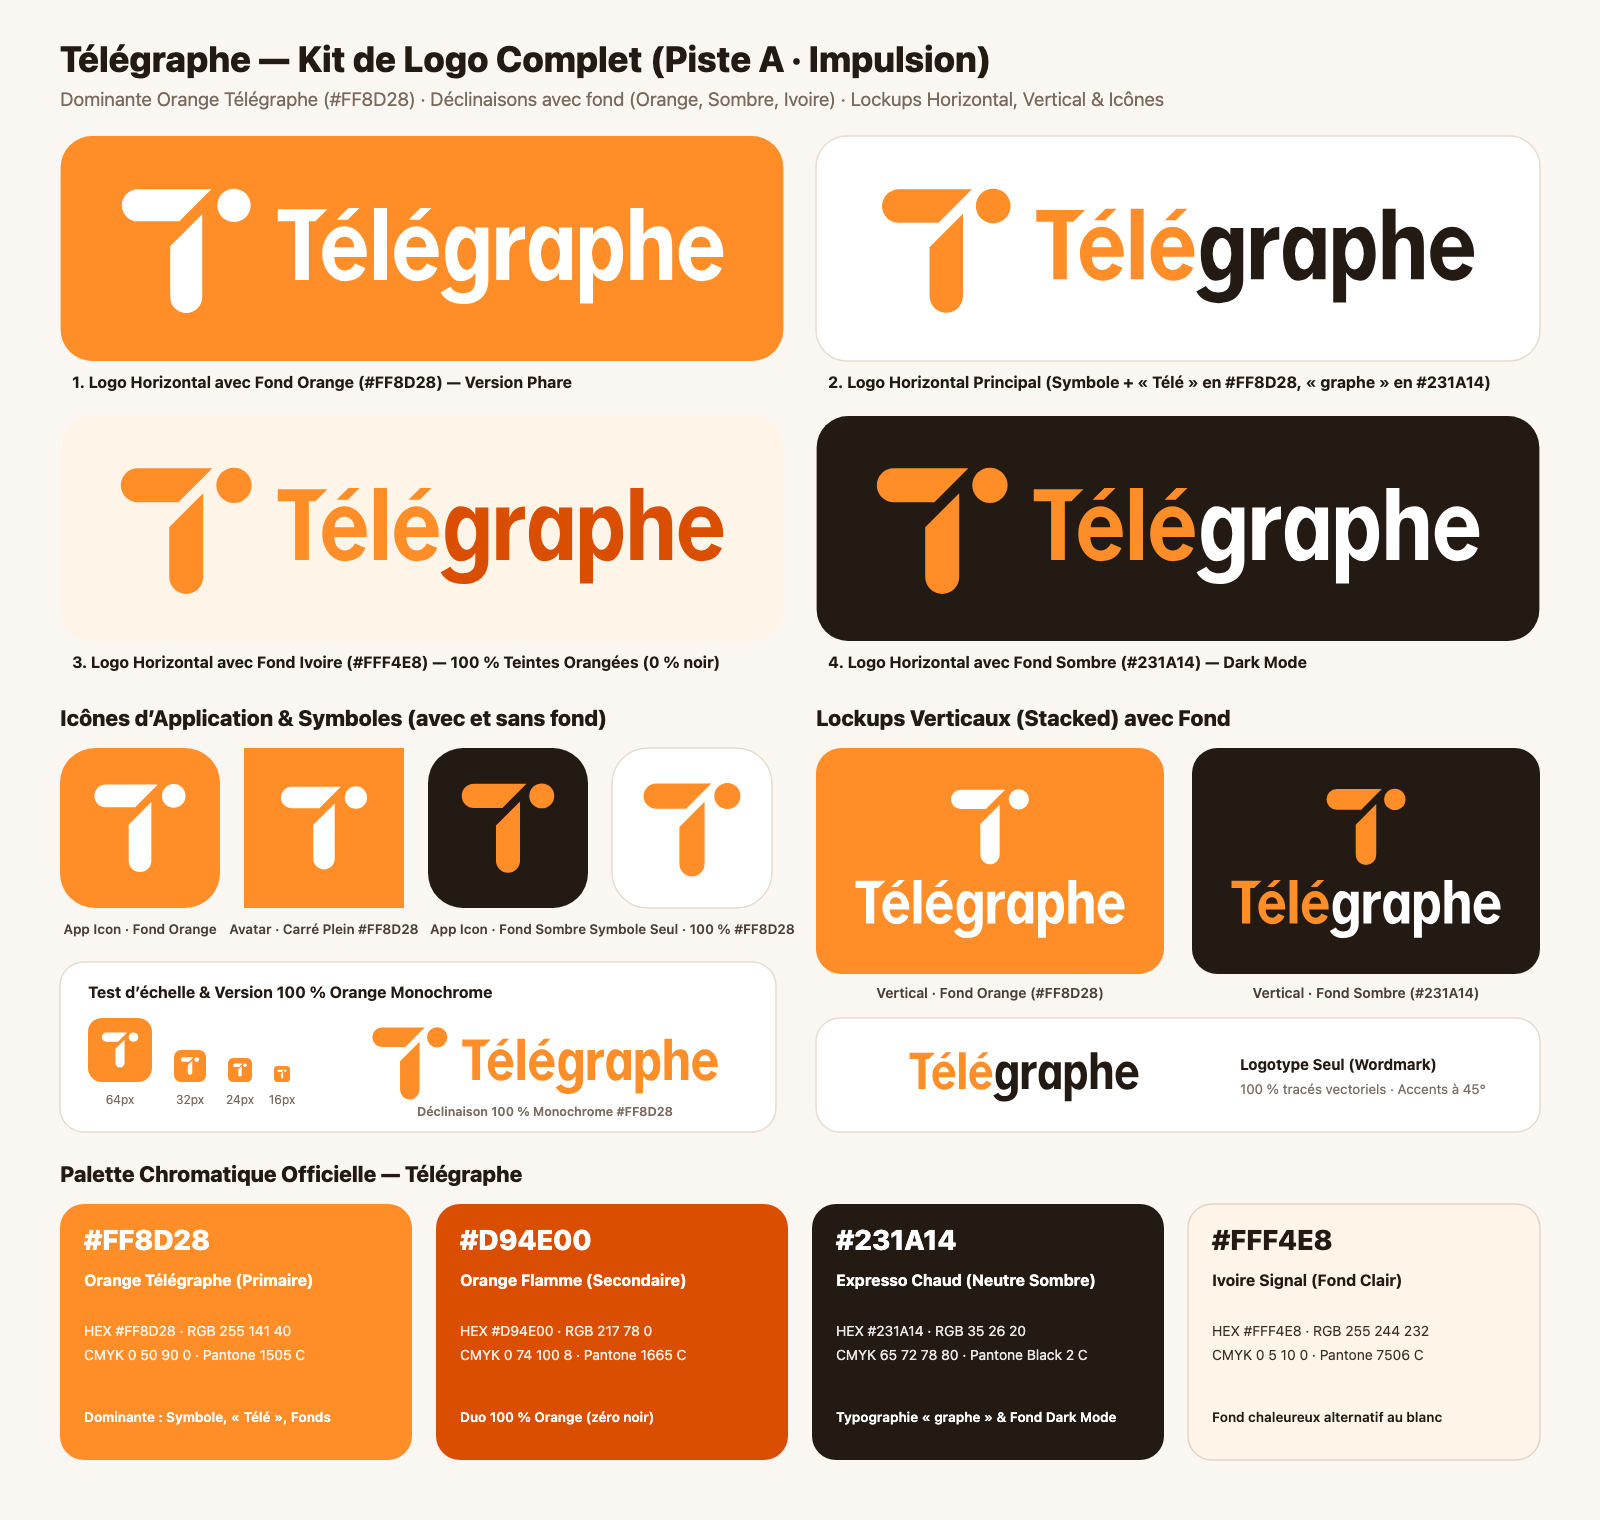 Télégraphe — Kit de Logo Complet (Piste A · Impulsion)
Dominante Orange Télégraphe (#FF8D28) · Déclinaisons avec fond (Orange, Sombre, Ivoire) · Lockups Horizontal, Vertical & Icônes
Télégraphe
Télégraphe
1. Logo Horizontal avec Fond Orange (#FF8D28) — Version Phare
2. Logo Horizontal Principal (Symbole + « Télé » en #FF8D28, « graphe » en #231A14)
Télégraphe
Télégraphe
3. Logo Horizontal avec Fond Ivoire (#FFF4E8) — 100 % Teintes Orangées (0 % noir)
4. Logo Horizontal avec Fond Sombre (#231A14) — Dark Mode
Icônes d’Application & Symboles (avec et sans fond)
App Icon · Fond Orange
Avatar · Carré Plein #FF8D28
App Icon · Fond Sombre
Symbole Seul · 100 % #FF8D28
Lockups Verticaux (Stacked) avec Fond
Télégraphe
Télégraphe
Vertical · Fond Orange (#FF8D28)
Vertical · Fond Sombre (#231A14)
Test d’échelle & Version 100 % Orange Monochrome
64px
32px
24px
16px
Télégraphe
Déclinaison 100 % Monochrome #FF8D28
Télégraphe
Logotype Seul (Wordmark)
100 % tracés vectoriels · Accents à 45°
Palette Chromatique Officielle — Télégraphe
#FF8D28
Orange Télégraphe (Primaire)
HEX #FF8D28 · RGB 255 141 40
CMYK 0 50 90 0 · Pantone 1505 C
Dominante : Symbole, « Télé », Fonds
#D94E00
Orange Flamme (Secondaire)
HEX #D94E00 · RGB 217 78 0
CMYK 0 74 100 8 · Pantone 1665 C
Duo 100 % Orange (zéro noir)
#231A14
Expresso Chaud (Neutre Sombre)
HEX #231A14 · RGB 35 26 20
CMYK 65 72 78 80 · Pantone Black 2 C
Typographie « graphe » & Fond Dark Mode
#FFF4E8
Ivoire Signal (Fond Clair)
HEX #FFF4E8 · RGB 255 244 232
CMYK 0 5 10 0 · Pantone 7506 C
Fond chaleureux alternatif au blanc